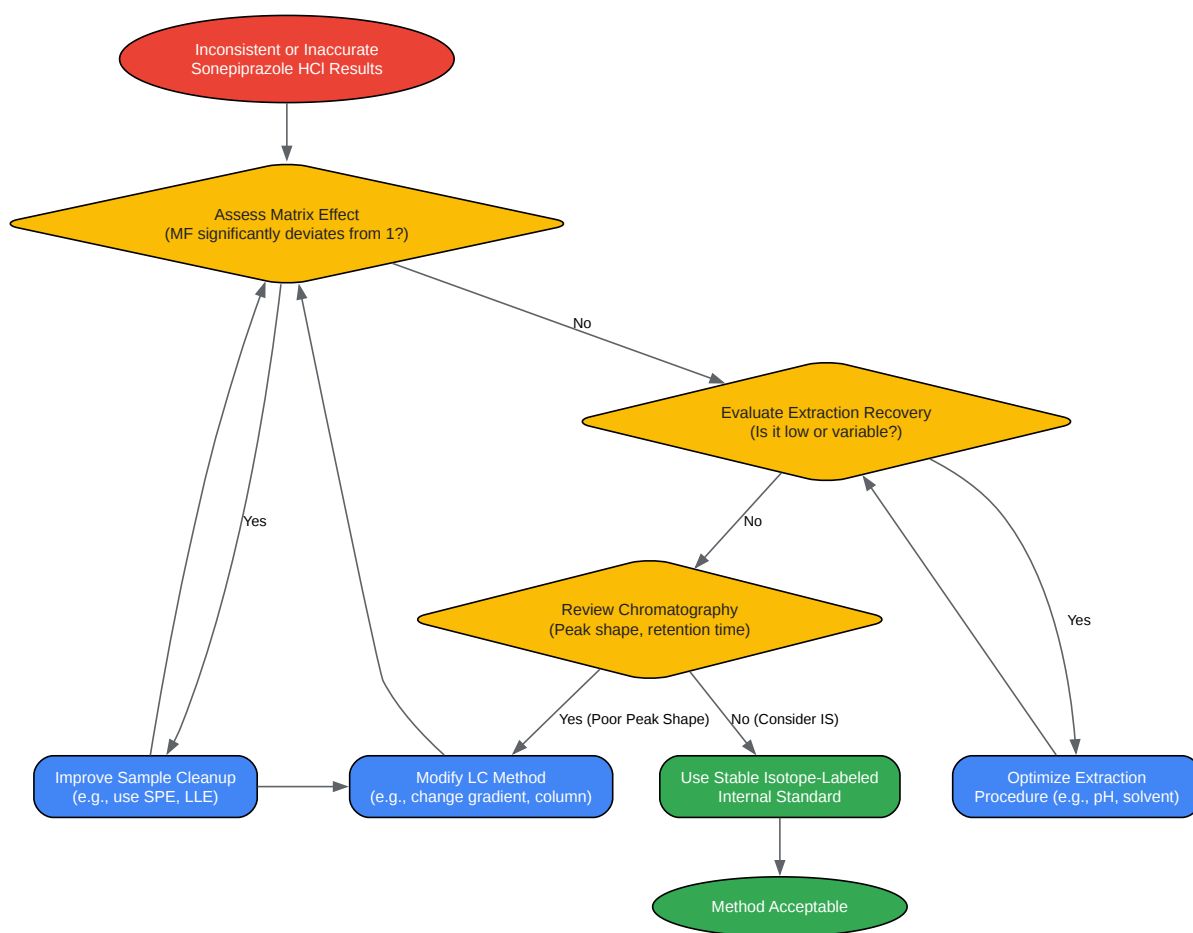 Inconsistent or Inaccurate
Sonepiprazole HCl Results
Assess Matrix Effect
(MF significantly deviates from 1?)
No
Evaluate Extraction Recovery
(Is it low or variable?)
Yes
No
Review Chromatography
(Peak shape, retention time)
Yes
Yes (Poor Peak Shape)
No (Consider IS)
Improve Sample Cleanup
(e.g., use SPE, LLE)
Modify LC Method
(e.g., change gradient, column)
Use Stable Isotope-Labeled
Internal Standard
Optimize Extraction
Procedure (e.g., pH, solvent)
Method Acceptable